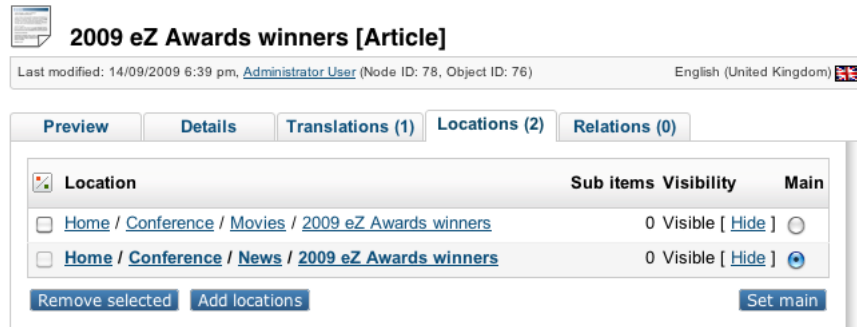 2009 eZ Awards winners [Article]
Last modified: 14/09/2009 6:39 pm, Administrator User (Node ID: 78, Object ID: 76) English (United Kingdom)
Preview Details Translations (1) Locations (2) Relations (0)
Location Sub items Visibility Main
Home / Conference / Movies / 2009 eZ Awards winners 0 Visible [ Hide ]
Home / Conference / News / 2009 eZ Awards winners 0 Visible [ Hide ]
Remove selected Add locations Set main